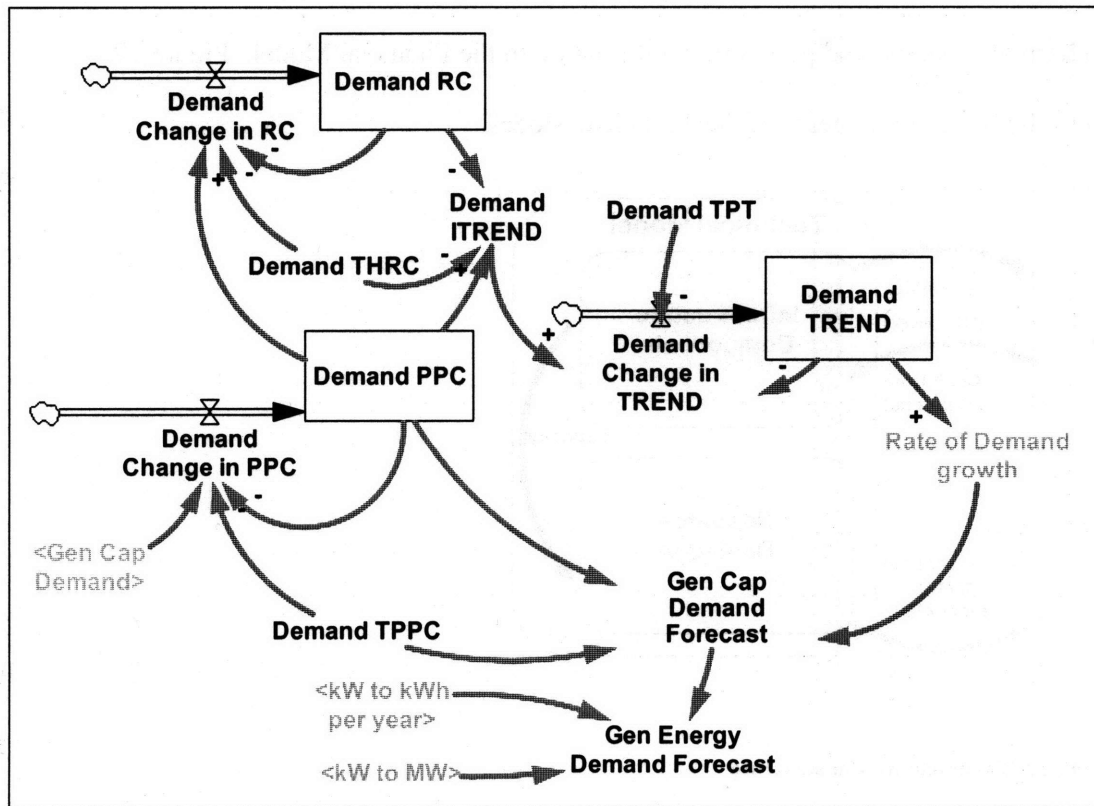 Demand RC
Demand
Change in RC
Demand
ITREND
Demand TPT
Demand THRC
Demand
TREND
Demand
Change in
TREND
Demand PPC
Demand
Change in PPC
Rate of Demand
growth
<Gen Cap
Demand>
Gen Cap
Demand
Forecast
Demand TPPC
<kW to kWh
per year>
Gen Energy
Demand Forecast
<kW to MW>